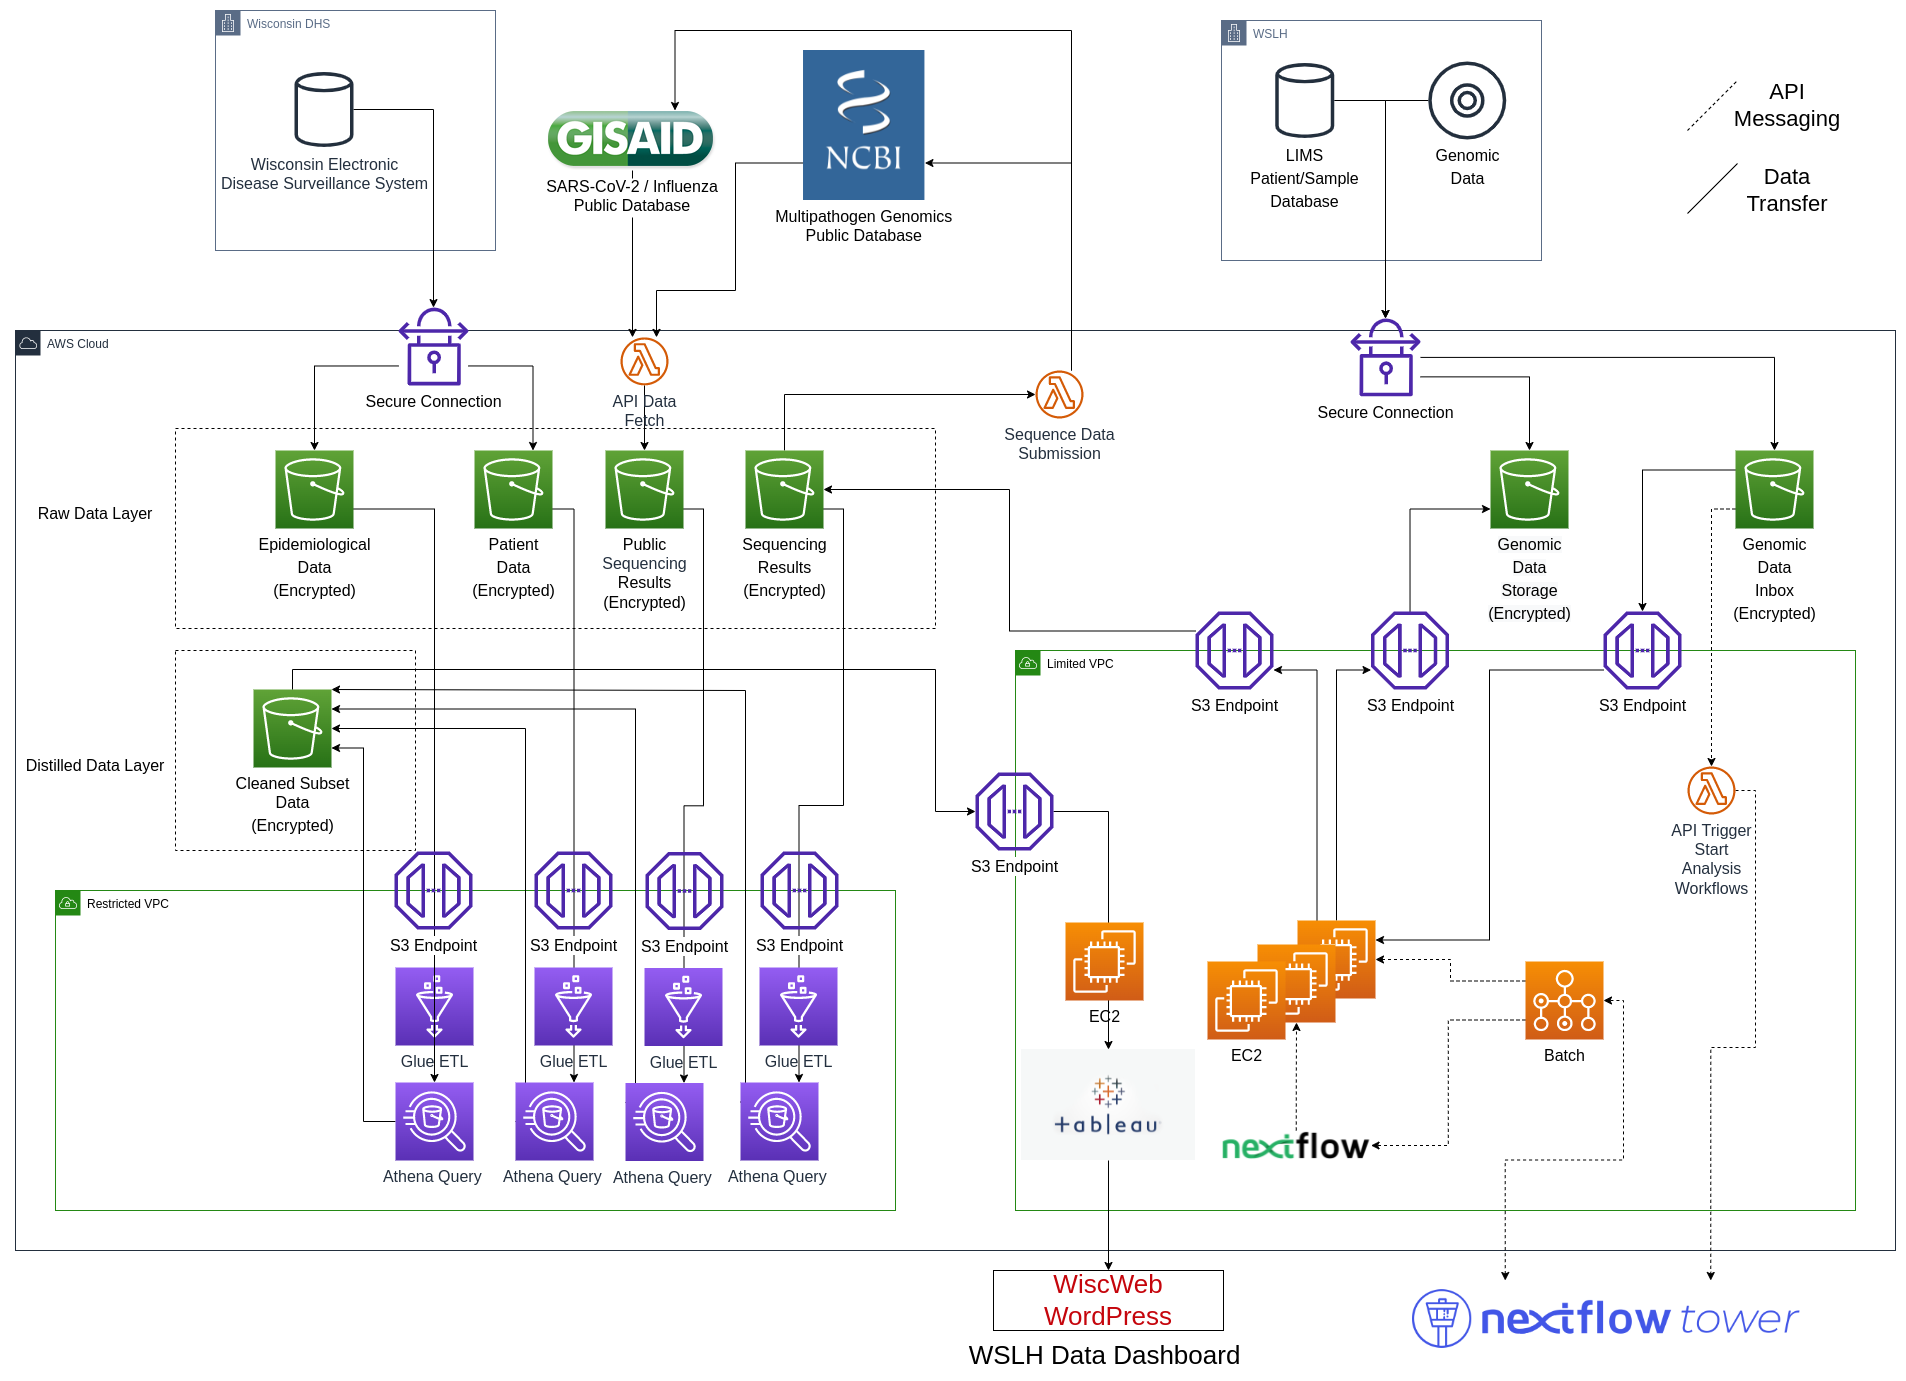 Wisconsin DHS
Wisconsin Electronic
Disease Surveillance System
GISAID
SARS-CoV-2 / Influenza
Public Database
NCBI
Multipathogen Genomics
Public Database
WSLH
LIMS
Patient/Sample
Database
Genomic
Data
API
Messaging
Data
Transfer
AWS Cloud
Secure Connection
API Data
Fetch
Sequence Data
Submission
Secure Connection
Raw Data Layer
Epidemiological
Data
(Encrypted)
Patient
Data
(Encrypted)
Public
Sequencing
Results
(Encrypted)
Sequencing
Results
(Encrypted)
Genomic
Data
Storage
(Encrypted)
Genomic
Data
Inbox
(Encrypted)
Distilled Data Layer
Cleaned Subset
Data
(Encrypted)
Limited VPC
S3 Endpoint
S3 Endpoint
S3 Endpoint
S3 Endpoint
API Trigger
Start
Analysis
Workflows
Restricted VPC
S3 Endpoint
S3 Endpoint
S3 Endpoint
S3 Endpoint
Glue ETL
Glue ETL
Glue ETL
Glue ETL
Athena Query
Athena Query
Athena Query
Athena Query
EC2
EC2
Batch
+ableau
nextflow
WiscWeb
WordPress
WSLH Data Dashboard
nextflow tower